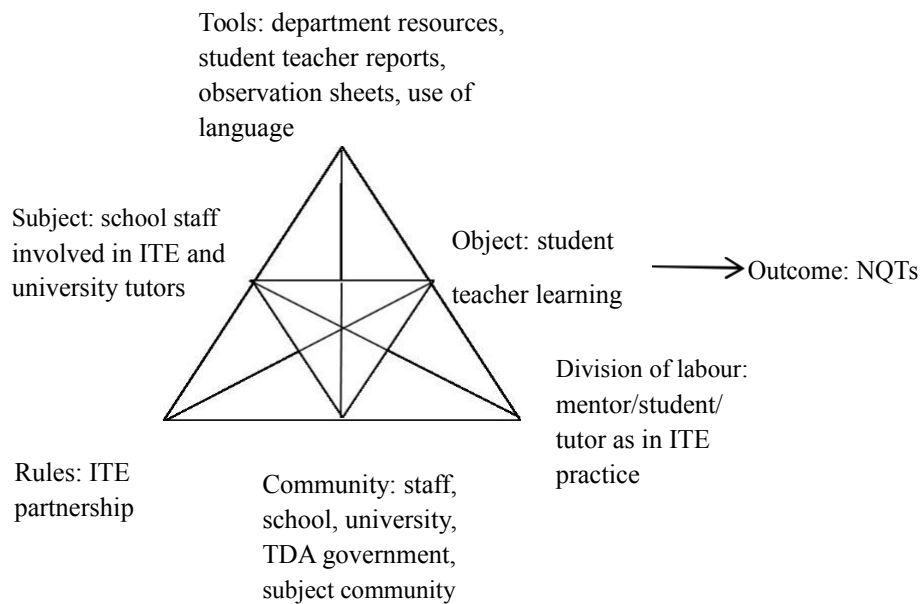 Tools: department resources,
student teacher reports,
observation sheets, use of
language
Subject: school staff
involved in ITE and
university tutors
Object: student
teacher learning
Outcome: NQTs
Division of labour:
mentor/student/
tutor as in ITE
practice
Rules: ITE
partnership
Community: staff,
school, university,
TDA government,
subject community